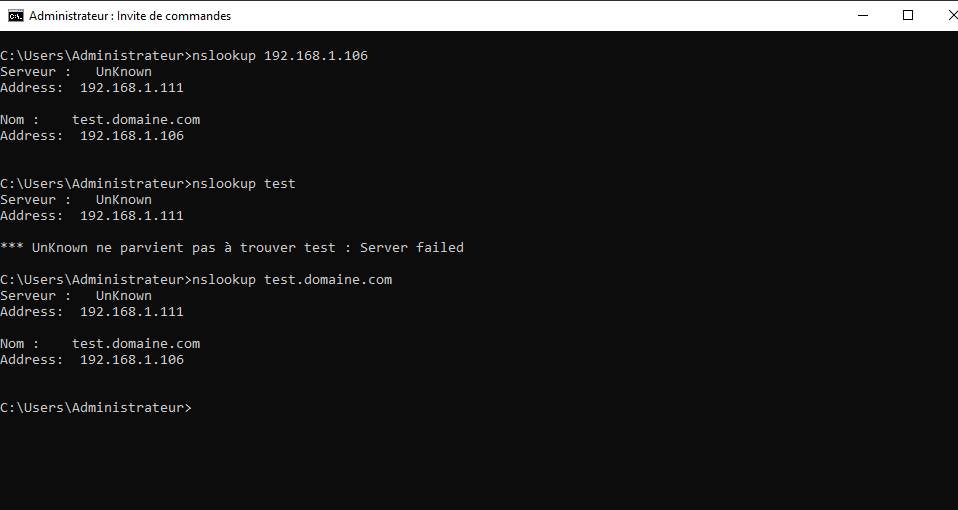 Administrateur : Invite de commandes
C:\Users\Administrateur>nslookup 192.168.1.106
Serveur :   UnKnown
Address:  192.168.1.111
Nom :    test.domaine.com
Address:  192.168.1.106
C:\Users\Administrateur>nslookup test
Serveur :   UnKnown
Address:  192.168.1.111
*** UnKnown ne parvient pas à trouver test : Server failed
C:\Users\Administrateur>nslookup test.domaine.com
Serveur :   UnKnown
Address:  192.168.1.111
Nom :    test.domaine.com
Address:  192.168.1.106
C:\Users\Administrateur>